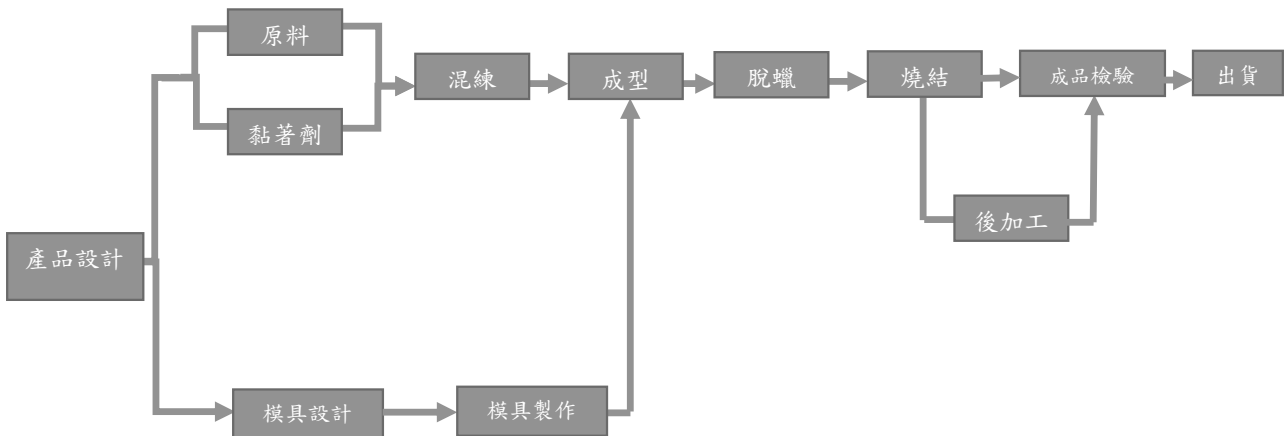 原料
黏著劑
混練
成型
脫蠟
燒結
成品檢驗
出貨
後加工
產品設計
模具設計
模具製作